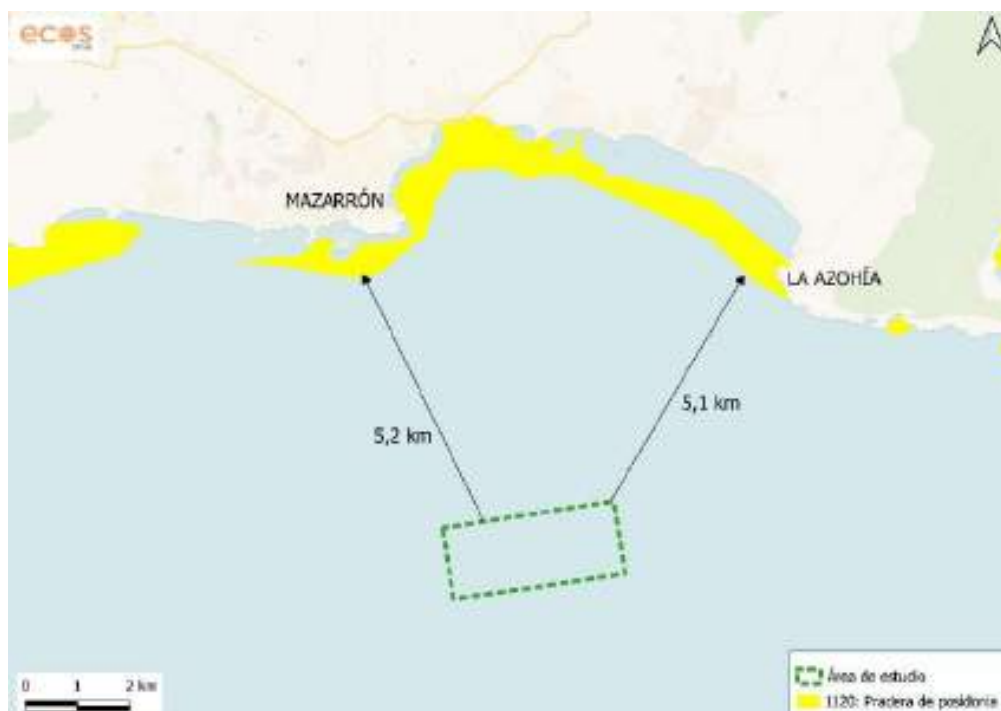 ecos
MAZARRÓN
LA AZOHÍA
5,2 km
5,1 km
0 1 2 km
Área de estudio
1120: Pradera de posidonia